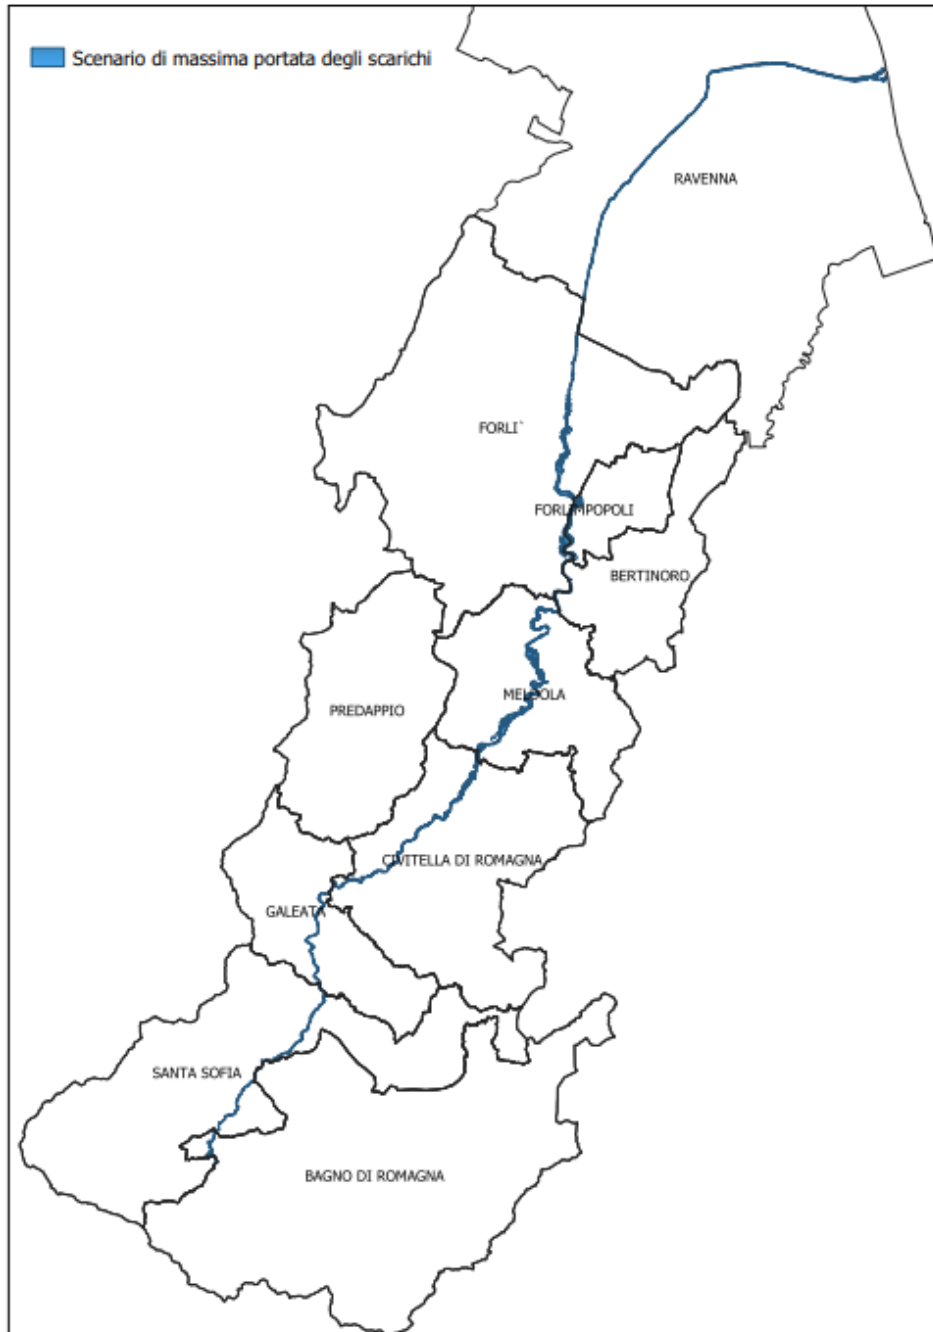 Scenario di massima portata degli scarichi
RAVENNA
FORLI`
FORLIMPOPOLI
BERTINORO
MELDOLA
PREDAPPIO
CIVITELLA DI ROMAGNA
GALEATA
SANTA SOFIA
BAGNO DI ROMAGNA